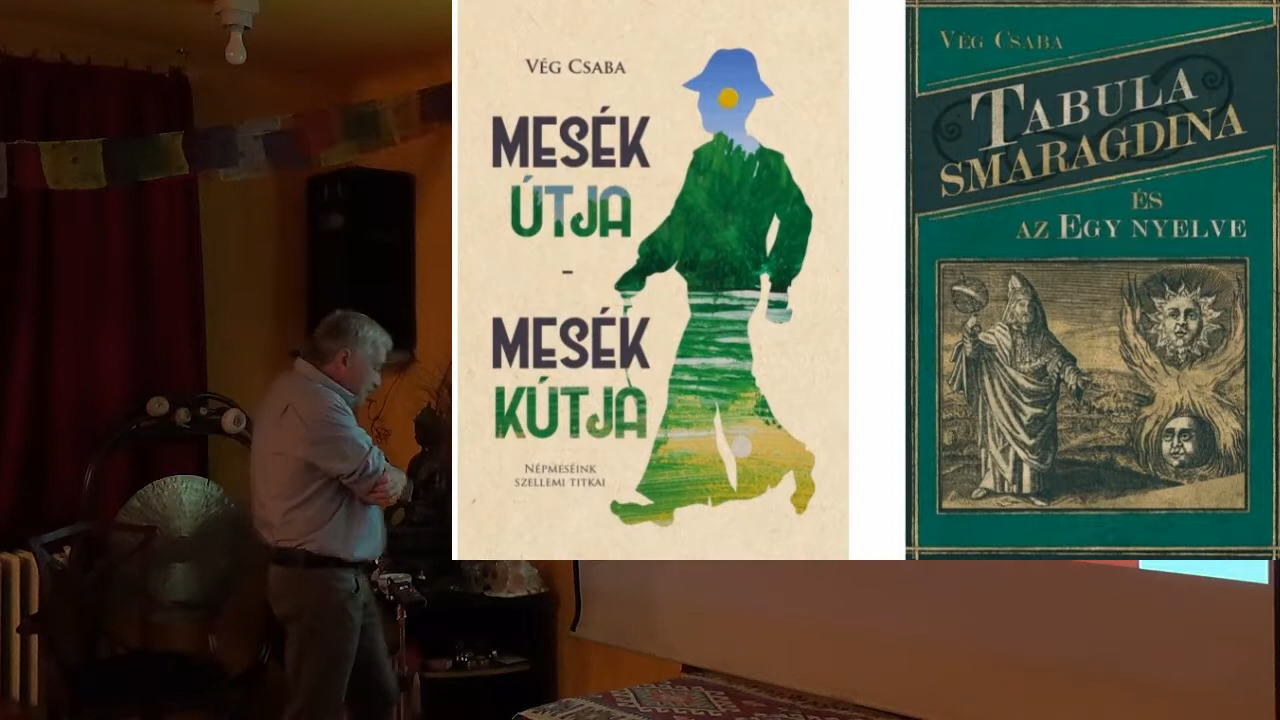 VÉG CSABA
MESÉK
ÚTJA
-
MESÉK
KÚTJA
NÉPMESÉINK
SZELLEMI TITKAI
VÉG CSABA
TABULA
SMARAGDINA
ÉS
AZ EGY NYELVE